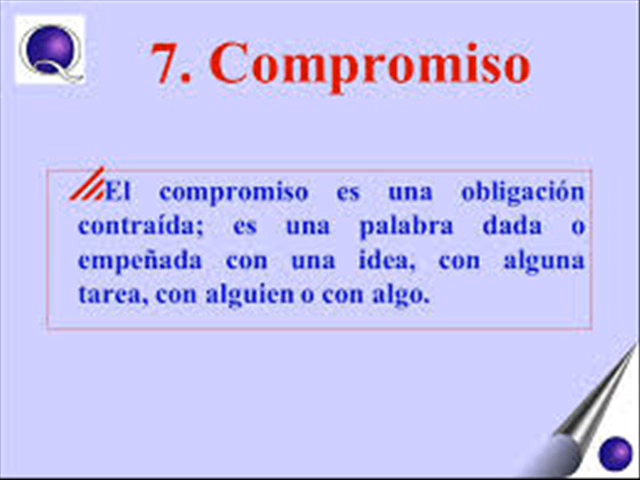 7. Compromiso
El compromiso es una obligación
contraída; es una palabra dada o
empeñada con una idea, con alguna
tarea, con alguien o con algo.